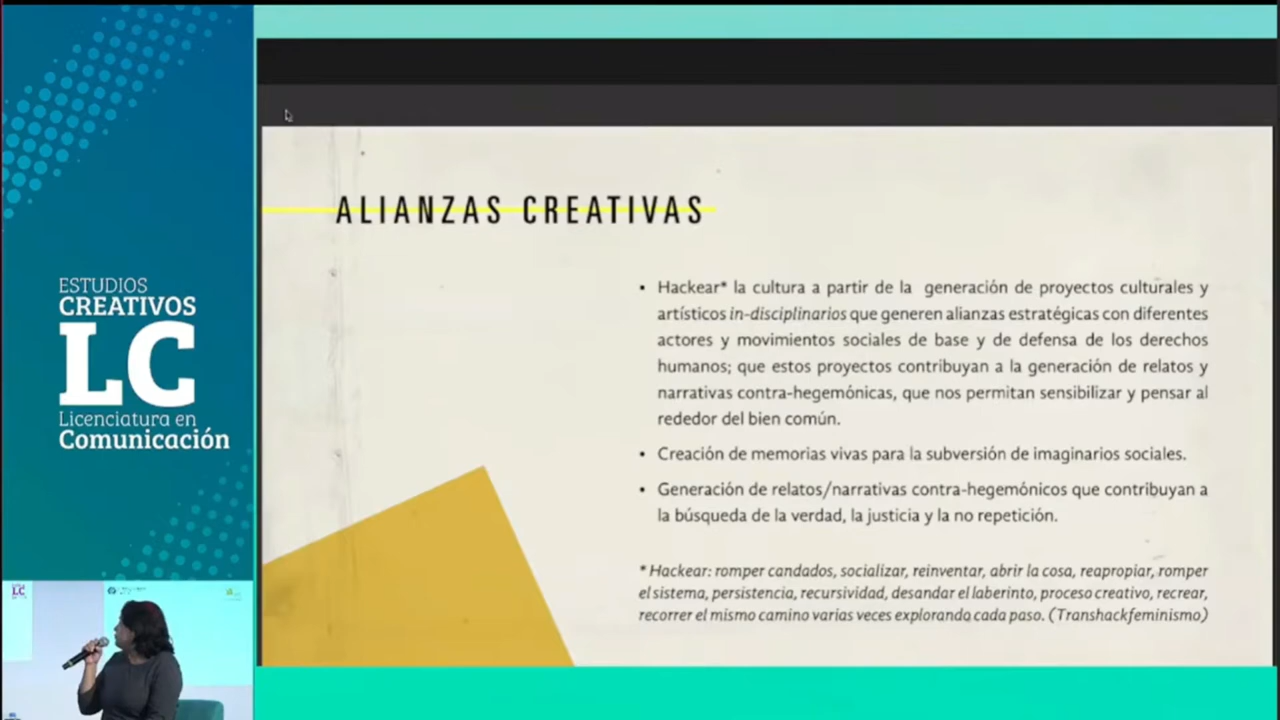 ESTUDIOS
CREATIVOS
LC
Licenciatura en
Comunicación
ALIANZAS CREATIVAS
• Hackear* la cultura a partir de la generación de proyectos culturales y
artísticos in-disciplinarios que generen alianzas estratégicas con diferentes
actores y movimientos sociales de base y de defensa de los derechos
humanos; que estos proyectos contribuyan a la generación de relatos y
narrativas contra-hegemónicas, que nos permitan sensibilizar y pensar al
rededor del bien común.
• Creación de memorias vivas para la subversión de imaginarios sociales.
• Generación de relatos/narrativas contra-hegemónicos que contribuyan a
la búsqueda de la verdad, la justicia y la no repetición.
* Hackear: romper candados, socializar, reinventar, abrir la cosa, reapropiar, romper
el sistema, persistencia, recursividad, desandar el laberinto, proceso creativo, recrear,
recorrer el mismo camino varias veces explorando cada paso. (Transhackfeminismo)
LC